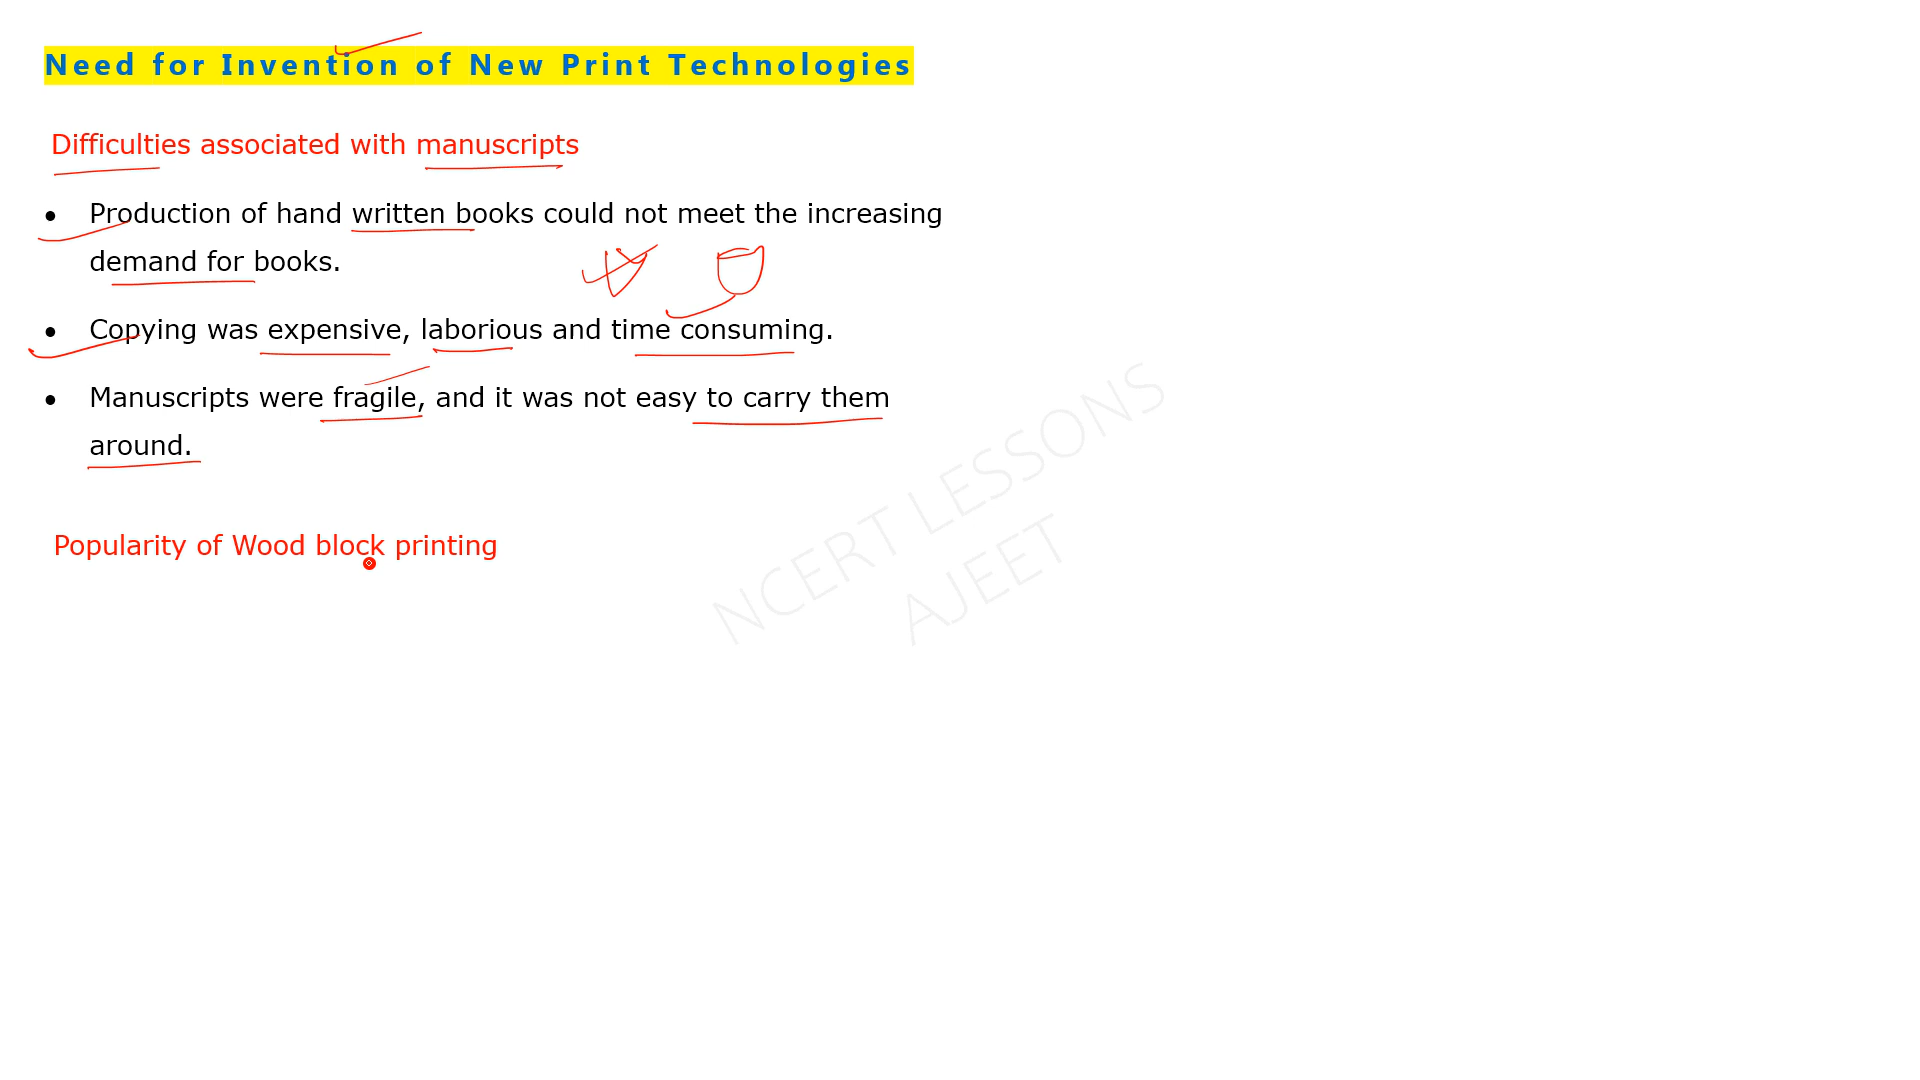 Need for Invention of New Print Technologies
Difficulties associated with manuscripts
• Production of hand written books could not meet the increasing
demand for books.
• Copying was expensive, laborious and time consuming.
• Manuscripts were fragile, and it was not easy to carry them
around.
Popularity of Wood block printing
NCERT LESSONS
AJEET